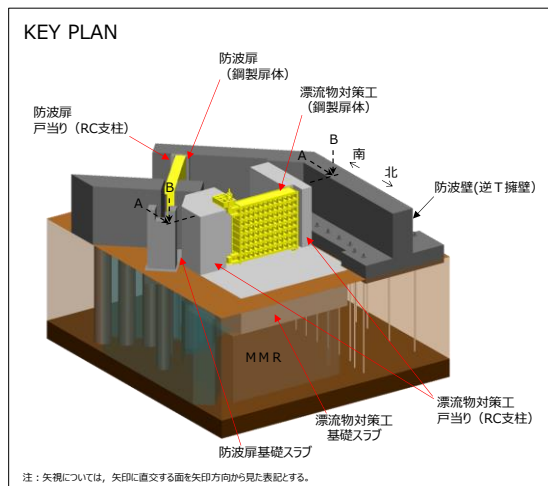 KEY PLAN
防波扉
（鋼製扉体）
漂流物対策工
（鋼製扉体）
防波扉
戸当り（RC支柱）
B
A
南
北
B
A
防波壁(逆Ｔ擁壁)
ＭＭＲ
漂流物対策工
戸当り（RC支柱）
漂流物対策工
基礎スラブ
防波扉基礎スラブ
注：矢視については，矢印に直交する面を矢印方向から見た表記とする。